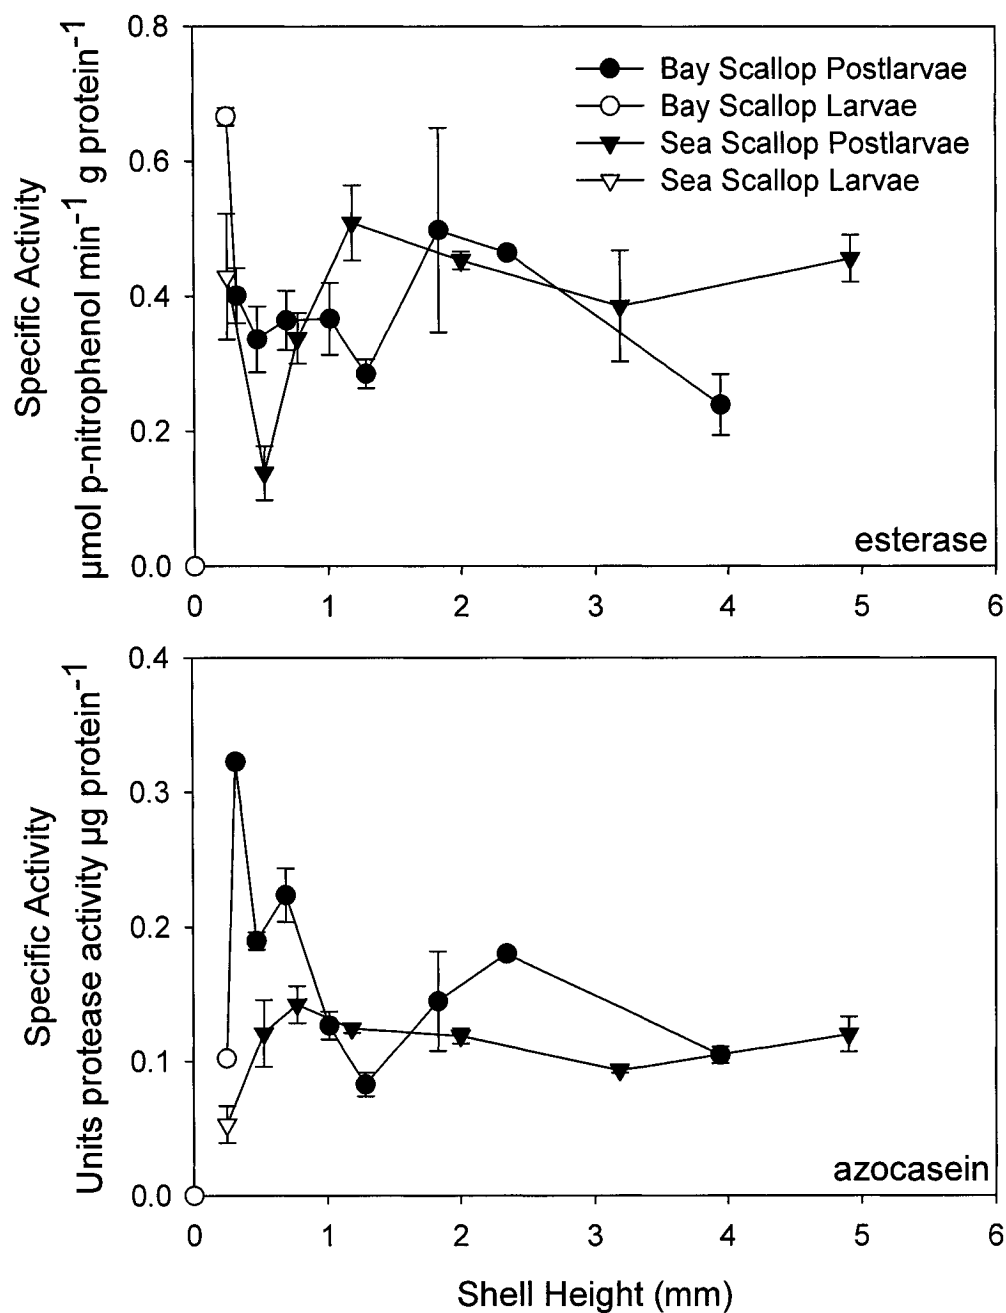 Specific Activity
µmol p-nitrophenol min⁻¹ g protein⁻¹
0.8
0.6
0.4
0.2
0.0
Bay Scallop Postlarvae
Bay Scallop Larvae
Sea Scallop Postlarvae
Sea Scallop Larvae
esterase
0 1 2 3 4 5 6
Specific Activity
Units protease activity µg protein⁻¹
0.4
0.3
0.2
0.1
0.0
azocasein
0 1 2 3 4 5 6
Shell Height (mm)